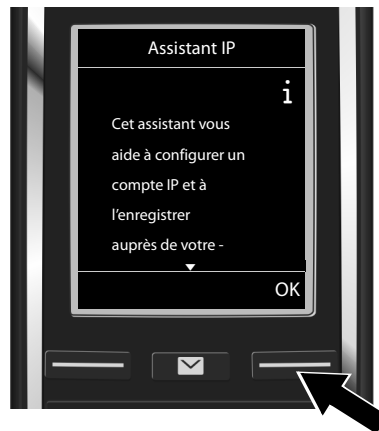 Assistant IP
i
Cet assistant vous
aide à configurer un
compte IP et à
l'enregistrer
auprès de votre -
OK